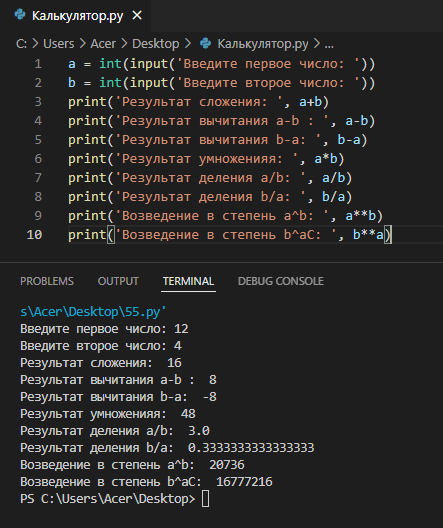 Калькулятор.py ×
C: > Users > Acer > Desktop > Калькулятор.py > ...
1 a = int(input('Введите первое число: '))
2 b = int(input('Введите второе число: '))
3 print('Результат сложения: ', a+b)
4 print('Результат вычитания a-b : ', a-b)
5 print('Результат вычитания b-a: ', b-a)
6 print('Результат умноженияя: ', a*b)
7 print('Результат деления a/b: ', a/b)
8 print('Результат деления b/a: ', b/a)
9 print('Возведение в степень a^b: ', a**b)
10 print('Возведение в степень b^aC: ', b**a)
PROBLEMS OUTPUT TERMINAL DEBUG CONSOLE
s\Acer\Desktop\55.py'
Введите первое число: 12
Введите второе число: 4
Результат сложения:  16
Результат вычитания a-b :  8
Результат вычитания b-a:  -8
Результат умноженияя:  48
Результат деления a/b:  3.0
Результат деления b/a:  0.3333333333333333
Возведение в степень a^b:  20736
Возведение в степень b^aC:  16777216
PS C:\Users\Acer\Desktop>